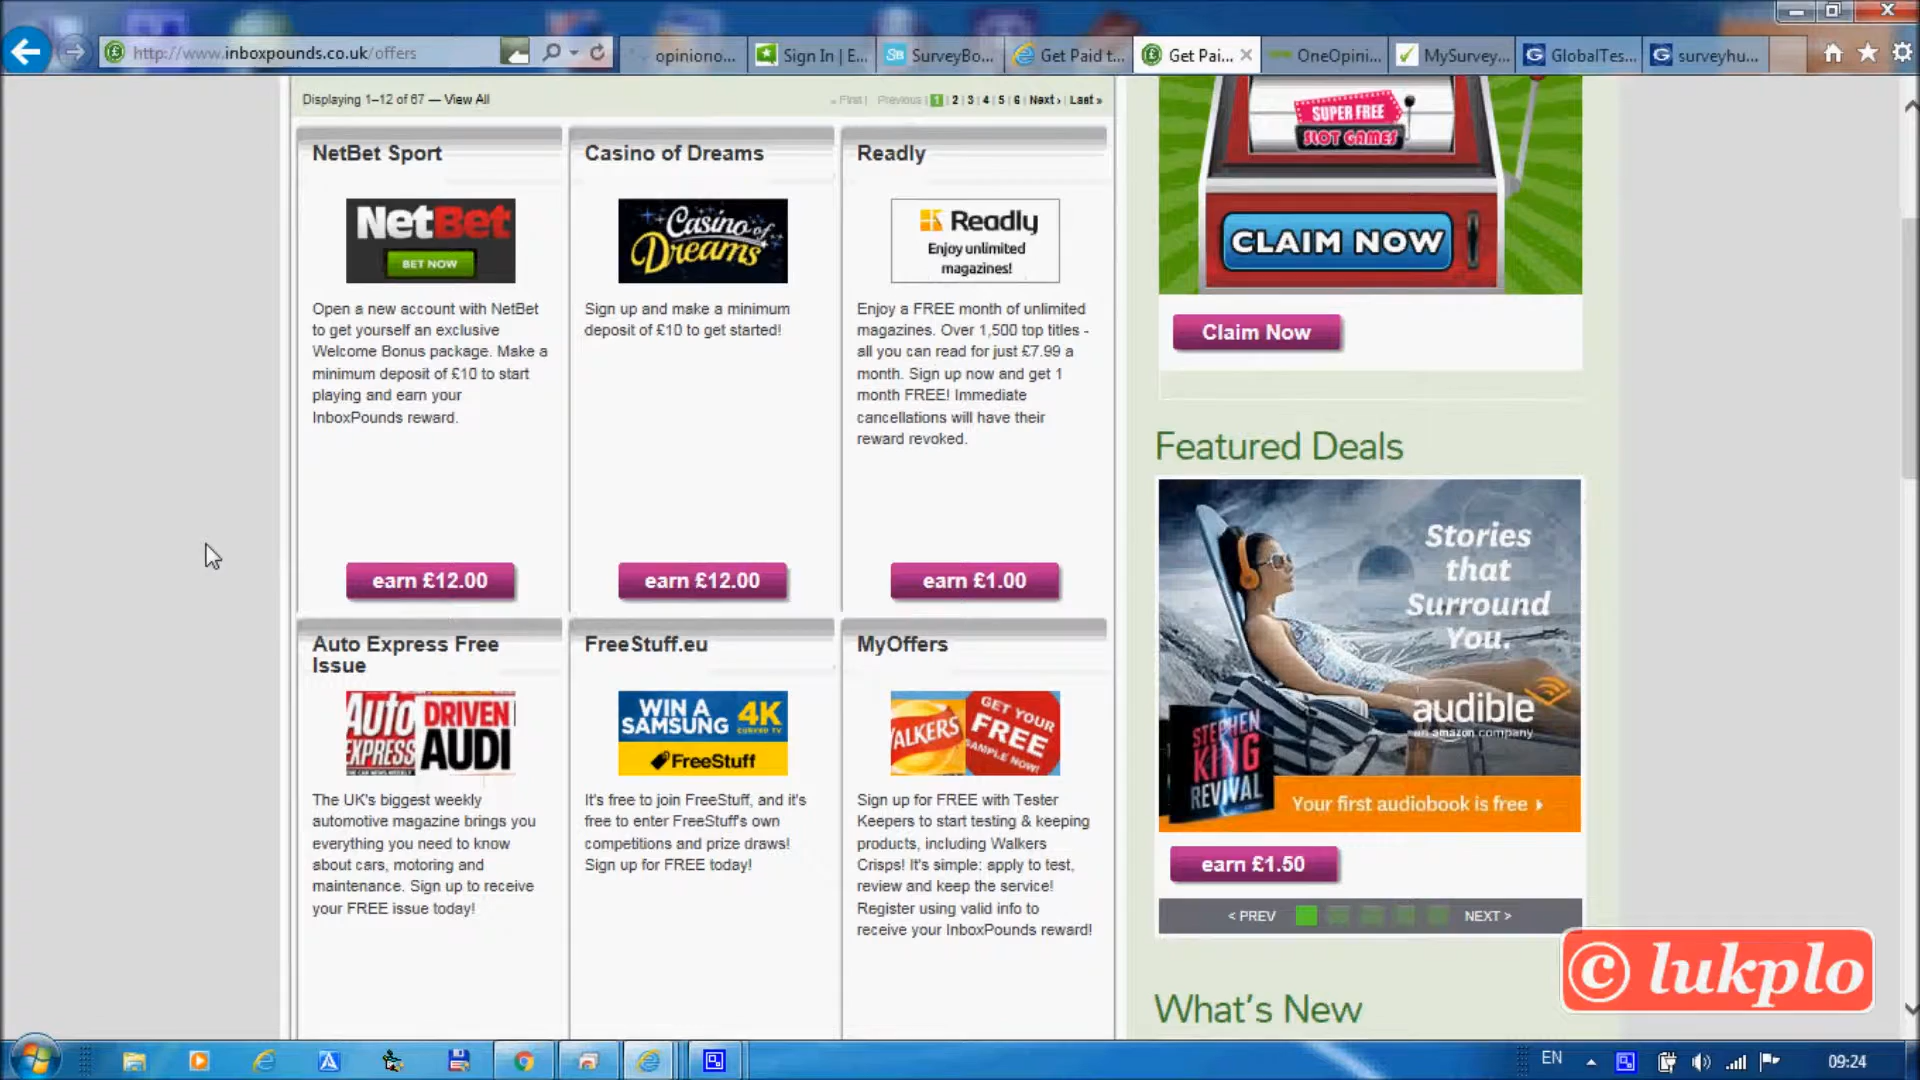 http://www.inboxpounds.co.uk/offers
opiniono...
Sign In | E...
SB SurveyBo...
Get Paid t...
Get Pai...
OneOpini...
MySurvey...
G GlobalTes...
G surveyhu...
Displaying 1–12 of 67 — View All
« First | Previous | 1 | 2 | 3 | 4 | 5 | 6 | Next › | Last »
NetBet Sport
NetBet
BET NOW
Open a new account with NetBet
to get yourself an exclusive
Welcome Bonus package. Make a
minimum deposit of £10 to start
playing and earn your
InboxPounds reward.
earn £12.00
Casino of Dreams
Casino of
Dreams
Sign up and make a minimum
deposit of £10 to get started!
earn £12.00
Readly
Readly
Enjoy unlimited
magazines!
Enjoy a FREE month of unlimited
magazines. Over 1,500 top titles -
all you can read for just £7.99 a
month. Sign up now and get 1
month FREE! Immediate
cancellations will have their
reward revoked.
earn £1.00
Auto Express Free
Issue
Auto DRIVEN
EXPRESS AUDI
The UK's biggest weekly
automotive magazine brings you
everything you need to know
about cars, motoring and
maintenance. Sign up to receive
your FREE issue today!
FreeStuff.eu
WIN A 4K
SAMSUNG CURVED TV
FreeStuff
It's free to join FreeStuff, and it's
free to enter FreeStuff's own
competitions and prize draws!
Sign up for FREE today!
MyOffers
WALKERS
GET YOUR
FREE
SAMPLE NOW!
Sign up for FREE with Tester
Keepers to start testing & keeping
products, including Walkers
Crisps! It's simple: apply to test,
review and keep the service!
Register using valid info to
receive your InboxPounds reward!
SUPER FREE
SLOT GAMES
CLAIM NOW
Claim Now
Featured Deals
Stories
that
Surround
You.
audible
an amazon company
STEPHEN
KING
REVIVAL
Your first audiobook is free
earn £1.50
< PREV NEXT >
What's New
© lukplo
EN
09:24